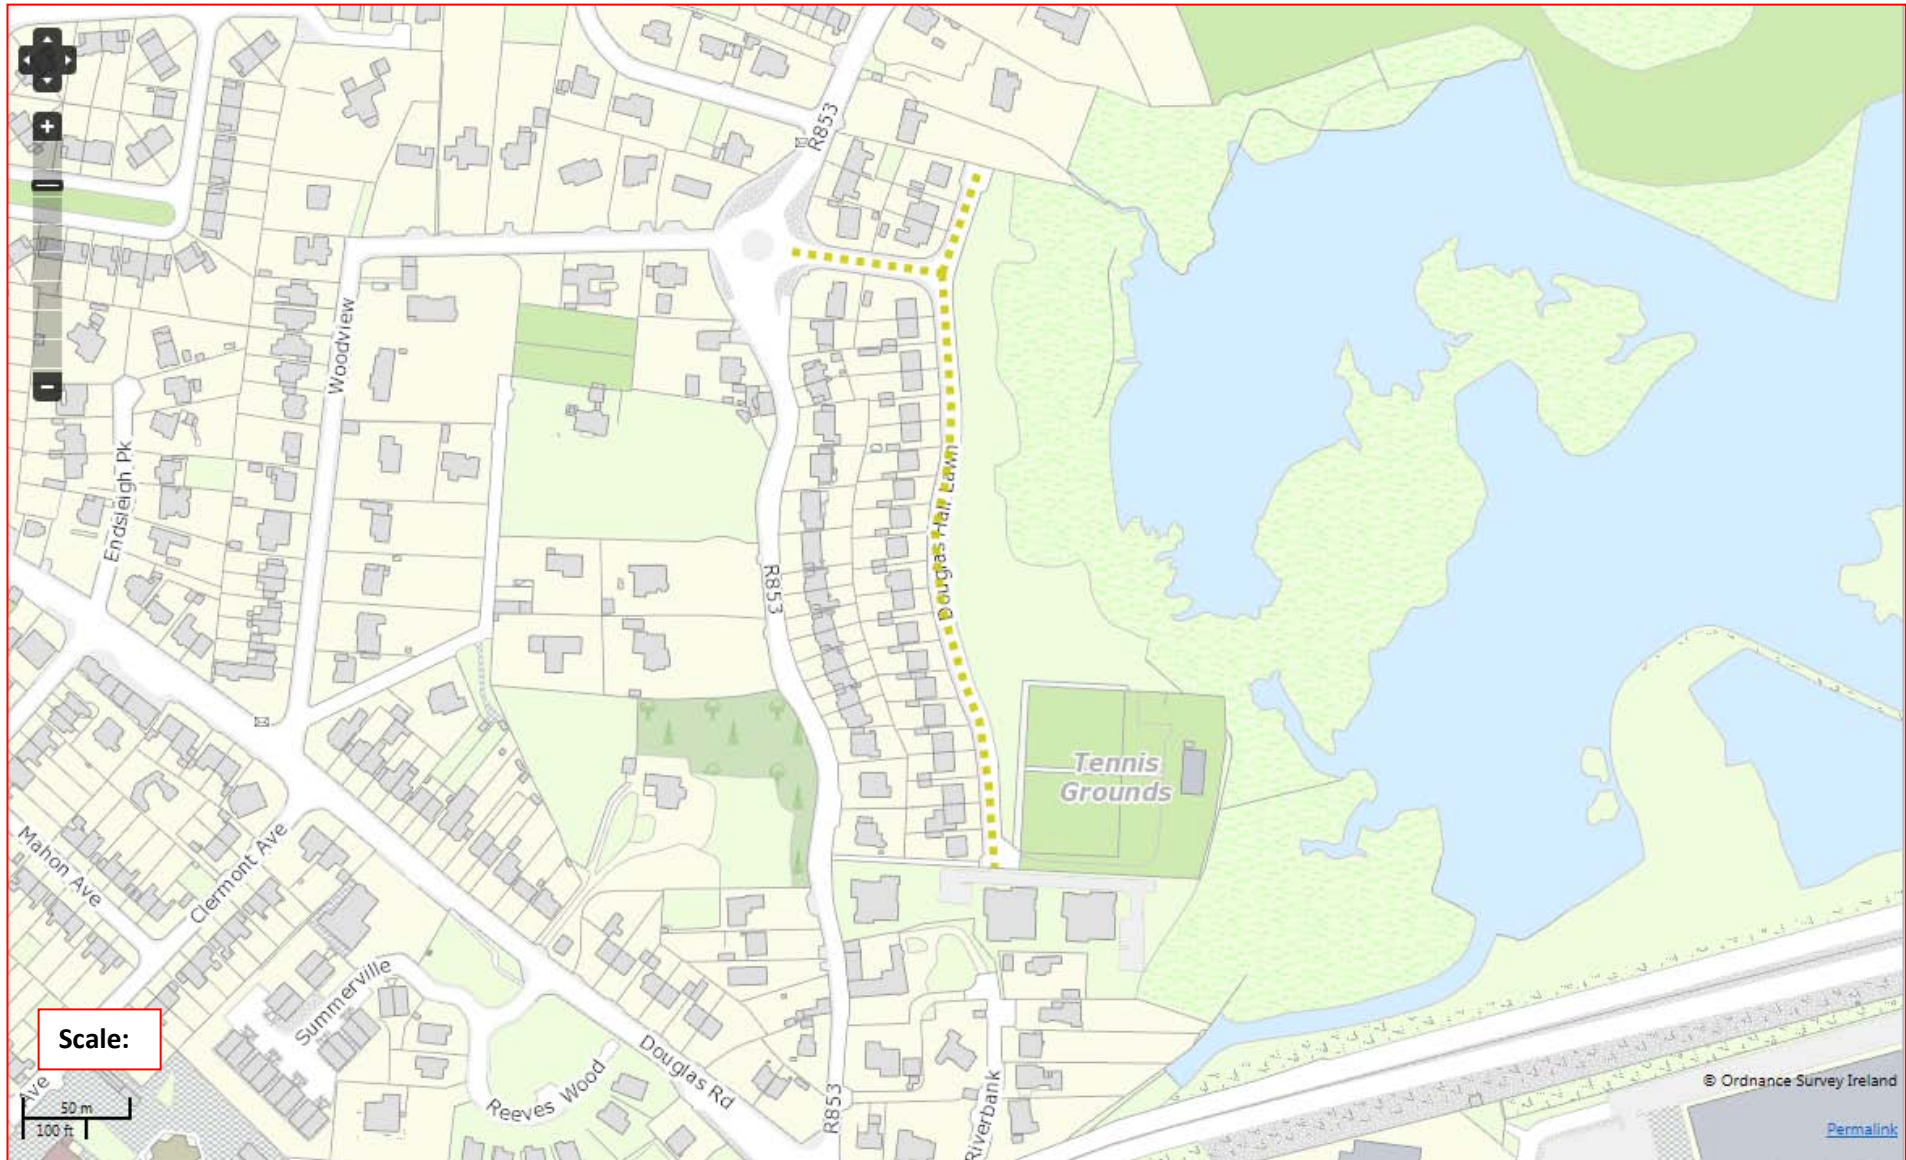 R853
Woodview
Endsleigh Pk
Douglas Hall Lawn
R853
Tennis
Grounds
Mahon Ave
Clermont Ave
Summerville
Scale:
Douglas Rd
Reeves Wood
R853
Riverbank
Ave
50 m
100 ft
© Ordnance Survey Ireland
Permalink